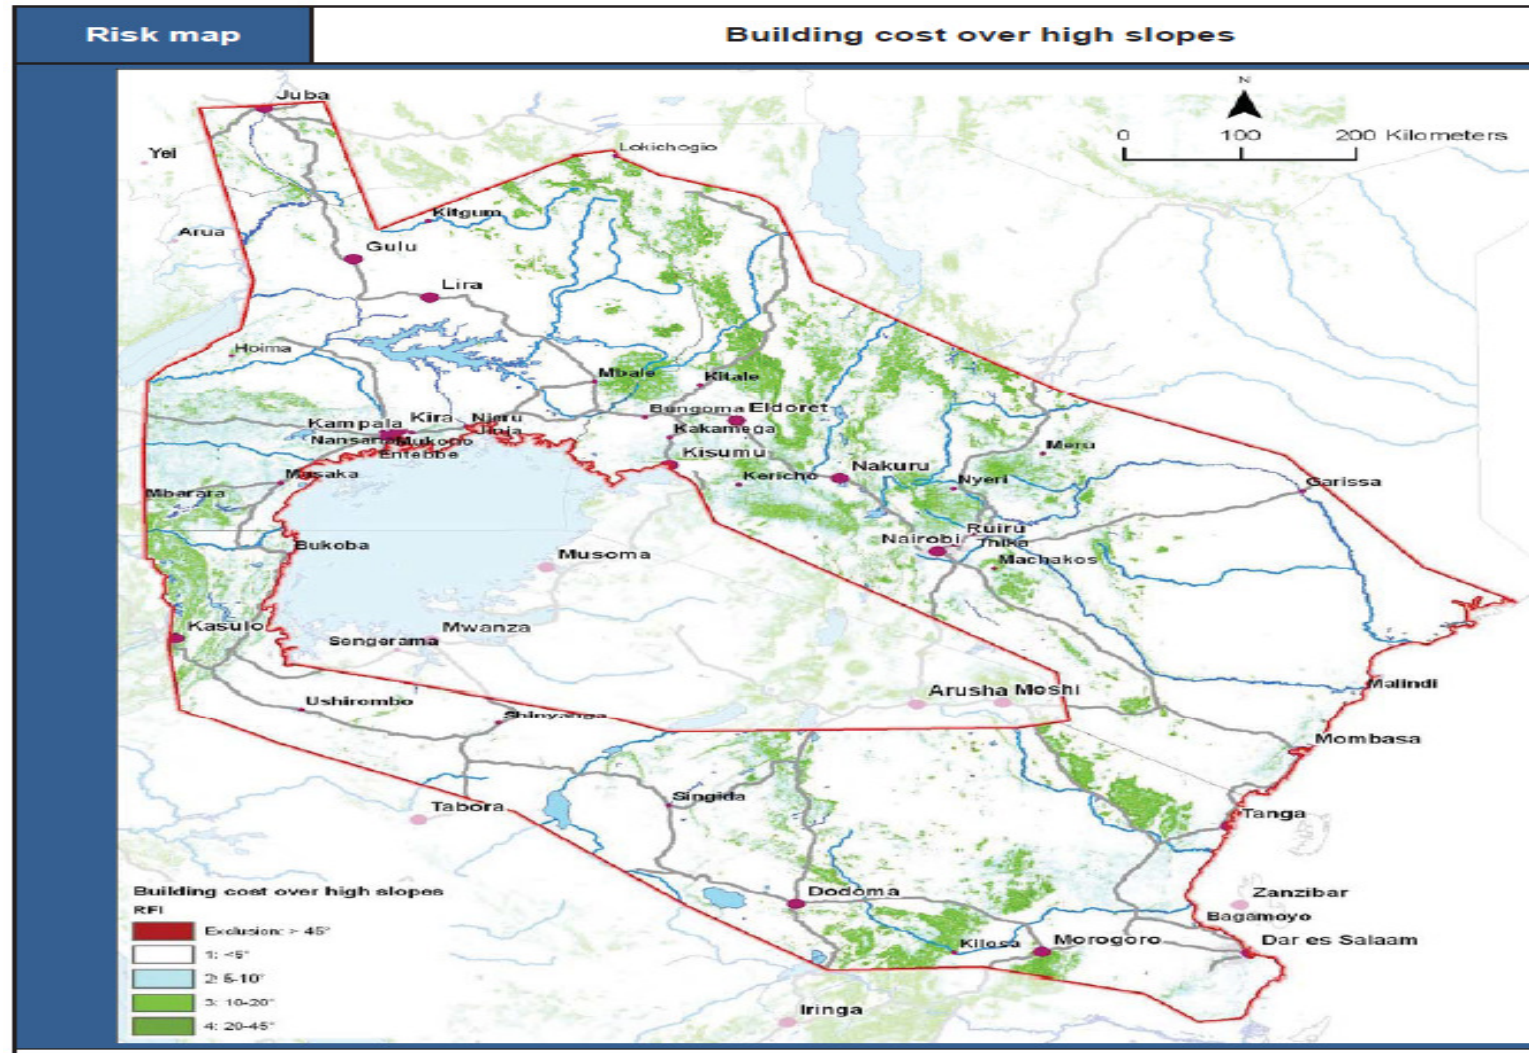 Risk map
Building cost over high slopes
N
0 100 200 Kilometers
Juba
Lokichogio
Yei
Kitgum
Arua
Gulu
Lira
Hoima
Mbale
Kitale
Bungoma
Eldoret
Kampala
Kira
Njeru
Jinja
Kakamega
Mukono
Entebbe
Kisumu
Meru
Nakuru
Kericho
Nyeri
Masaka
Mbarara
Garissa
Ruiru
Thika
Nairobi
Bukoba
Musoma
Machakos
Kasulo
Mwanza
Sengerama
Malindi
Arusha
Moshi
Ushirombo
Mombasa
Singida
Tabora
Tanga
Dodoma
Zanzibar
Bagamoyo
Kilosa
Morogoro
Dar es Salaam
Iringa
Building cost over high slopes
RFI
Exclusion: > 45°
1: <5°
2: 5-10°
3: 10-20°
4: 20-45°